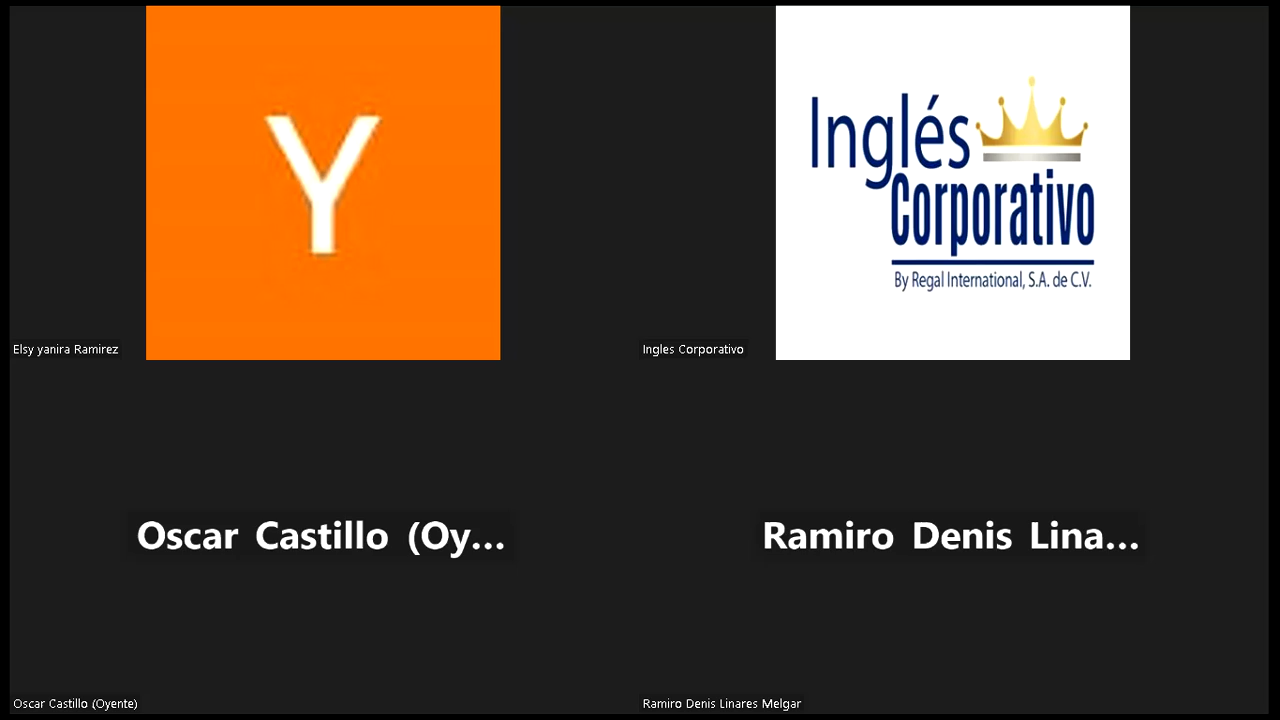 Y
Inglés
Corporativo
By Regal International, S.A. de C.V.
Elsy yanira Ramirez
Ingles Corporativo
Oscar Castillo (Oy...
Ramiro Denis Lina...
Oscar Castillo (Oyente)
Ramiro Denis Linares Melgar